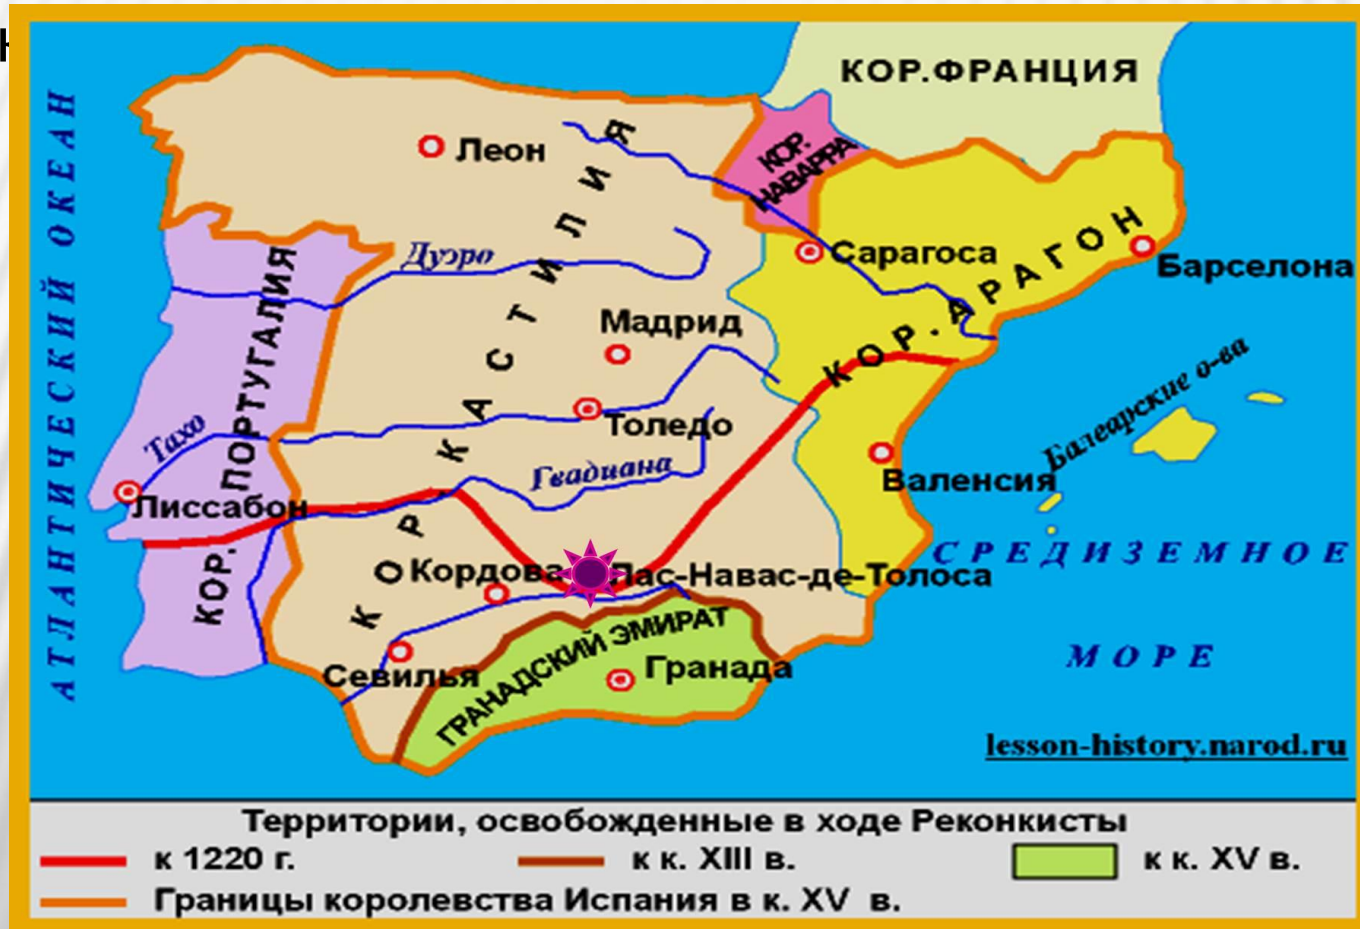 АТЛАНТИЧЕСКИЙ ОКЕАН
КОР.ФРАНЦИЯ
Леон
КОР.
НАВАРРА
Дуэро
Сарагоса
КОР. АРАГОН
Барселона
КОР. ПОРТУГАЛИЯ
КОР. КАСТИЛИЯ
Мадрид
Балеарские о-ва
Тахо
Толедо
Гвадиана
Валенсия
Лиссабон
СРЕДИЗЕМНОЕ
МОРЕ
Кордова
Лас-Навас-де-Толоса
ГРАНАДСКИЙ ЭМИРАТ
Гранада
Севилья
lesson-history.narod.ru
Территории, освобожденные в ходе Реконкисты
к 1220 г.
к к. XIII в.
к к. XV в.
Границы королевства Испания в к. XV в.